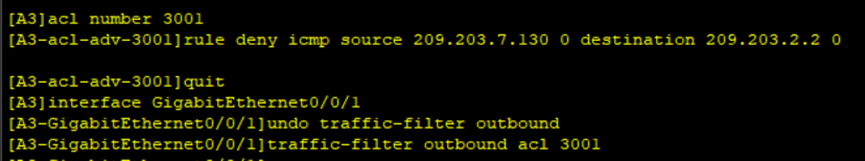 [A3]acl number 3001
[A3-acl-adv-3001]rule deny icmp source 209.203.7.130 0 destination 209.203.2.2 0
[A3-acl-adv-3001]quit
[A3]interface GigabitEthernet0/0/1
[A3-GigabitEthernet0/0/1]undo traffic-filter outbound
[A3-GigabitEthernet0/0/1]traffic-filter outbound acl 3001